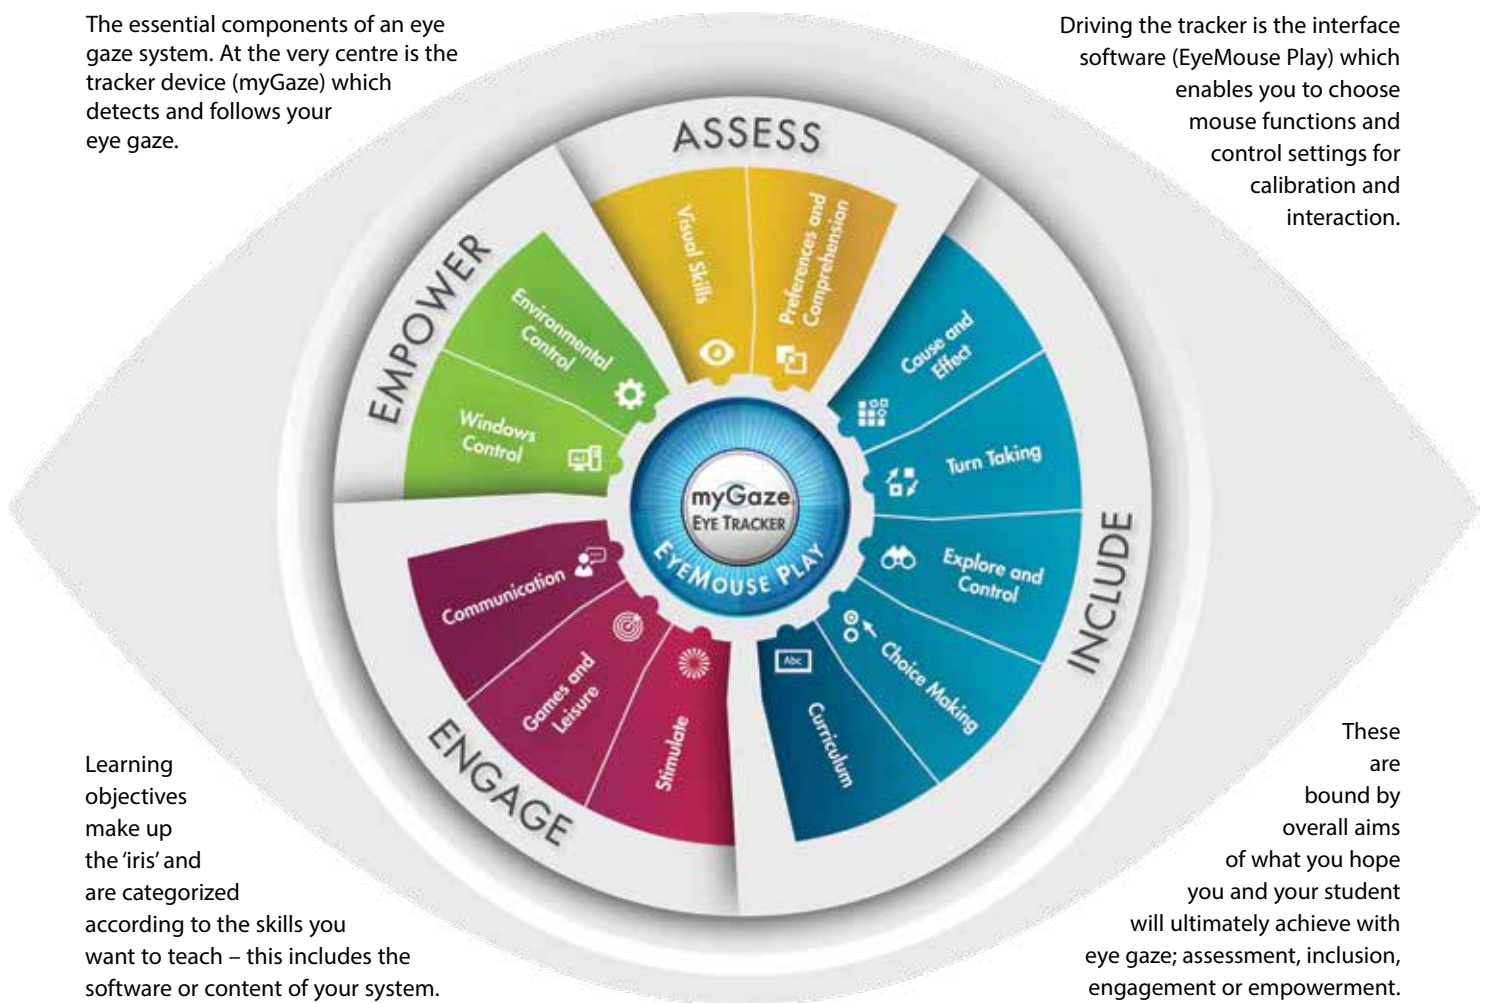 The essential components of an eye
gaze system. At the very centre is the
tracker device (myGaze) which
detects and follows your
eye gaze.
Driving the tracker is the interface
software (EyeMouse Play) which
enables you to choose
mouse functions and
control settings for
calibration and
interaction.
ASSESS
Visual Skills
Preferences and
Comprehension
INCLUDE
Cause and
Effect
Turn Taking
Explore and
Control
Choice Making
Curriculum
Abc
ENGAGE
Stimulate
Games and
Leisure
Communication
EMPOWER
Windows
Control
Environmental
Control
myGaze
EYE TRACKER
EYEMOUSE PLAY
Learning
objectives
make up
the ‘iris’ and
are categorized
according to the skills you
want to teach – this includes the
software or content of your system.
These
are
bound by
overall aims
of what you hope
you and your student
will ultimately achieve with
eye gaze; assessment, inclusion,
engagement or empowerment.